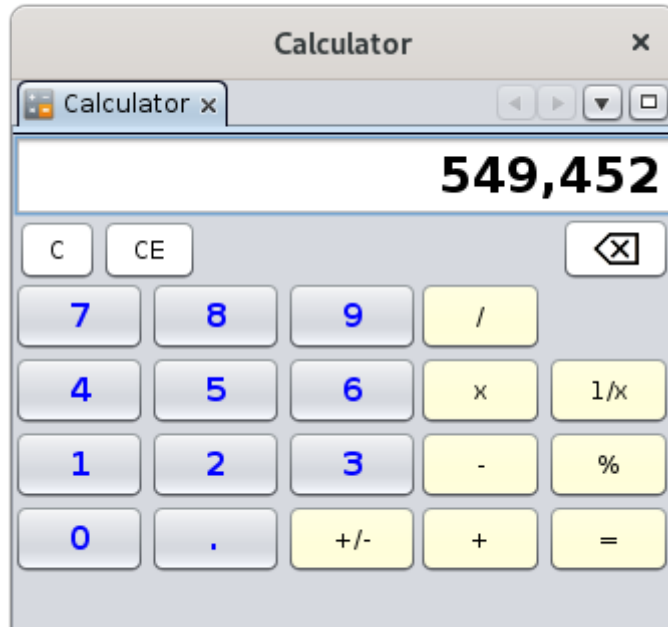 Calculator ×
Calculator ×
549,452
C CE
7 8 9 /
4 5 6 x 1/x
1 2 3 - %
0 . +/- + =